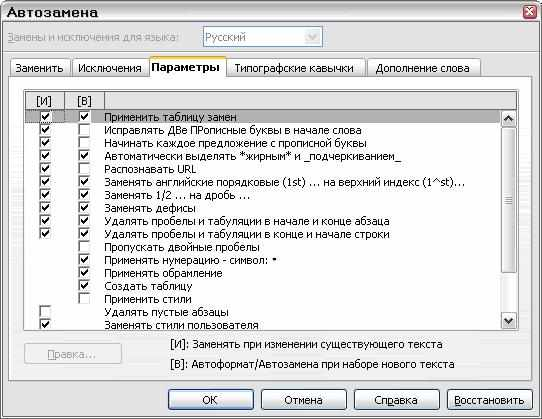 Автозамена
Замены и исключения для языка: Русский
Заменить Исключения Параметры Типографские кавычки Дополнение слова
[И] [В]
Применить таблицу замен
Исправлять ДВе ПРописные буквы в начале слова
Начинать каждое предложение с прописной буквы
Автоматически выделять *жирным* и _подчеркиванием_
Распознавать URL
Заменять английские порядковые (1st) ... на верхний индекс (1^st)...
Заменять 1/2 ... на дробь ...
Заменять дефисы
Удалять пробелы и табуляции в начале и конце абзаца
Удалять пробелы и табуляции в конце и начале строки
Пропускать двойные пробелы
Применять нумерацию - символ: •
Применять обрамление
Создать таблицу
Применить стили
Удалять пустые абзацы
Заменять стили пользователя
Правка... [И]: Заменять при изменении существующего текста
[В]: Автоформат/Автозамена при наборе нового текста
ОК Отмена Справка Восстановить